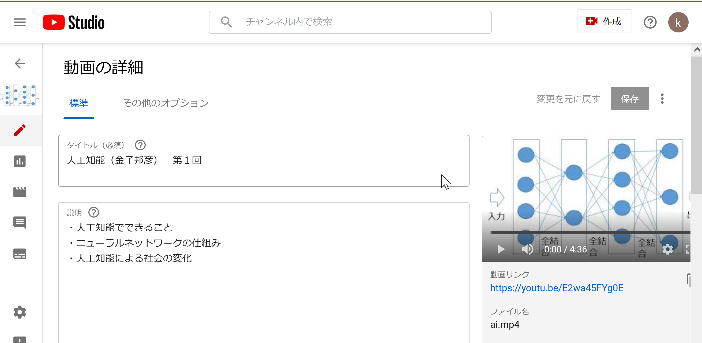 Studio
チャンネル内で検索
作成
k
動画の詳細
標準
その他のオプション
変更を元に戻す
保存
タイトル（必須）
人工知能（金子邦彦）　第１回
説明
・人工知能でできること
・ニューラルネットワークの仕組み
・人工知能による社会の変化
入力
全結合
全結合
全結合
0:00 / 4:36
動画リンク
https://youtu.be/E2wa45FYg0E
ファイル名
ai.mp4